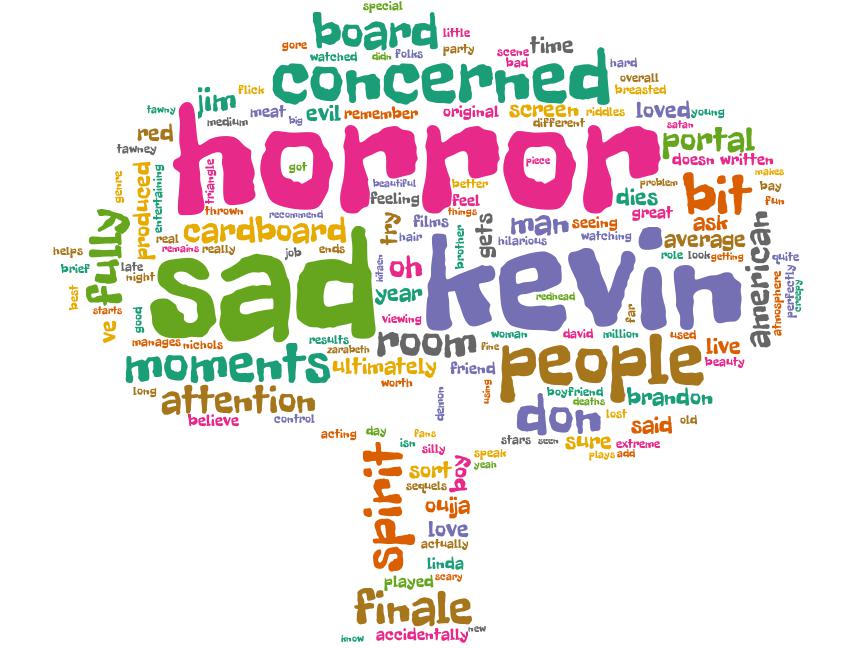 special
board
little
gore
watched
didn
folks
party
scene
time
bad
hard
concerned
overall
breasted
flick
jim
tawny
medium
meat
big
evil
remember
original
screen
riddles
different
loved
young
satan
red
tawney
horror
portal
doesn
written
triangle
got
piece
beautiful
better
feeling
feel
things
problem
dies
great
bit
makes
bay
fun
genre
produced
entertaining
thrown
recommend
cardboard
try
films
hair
gets
man
hilarious
seeing
watching
ask
average
american
real
remains
really
job
ends
brother
role
look
getting
quite
helps
brief
fully
late
night
sad
kitaen
oh
year
kevin
redhead
atmosphere
perfectly
creepy
best
starts
ve
good
viewing
far
manages
nichols
results
zarabeth
room
fine
woman
david
million
used
live
beauty
moments
ultimately
worth
friend
using
people
long
attention
believe
control
demon
boyfriend
deaths
brandon
don
lost
said
old
acting
day
fans
stars
seen
sure
extreme
isn
silly
speak
yeah
plays
add
spirit
sort
boy
sequels
ouija
love
actually
linda
played
scary
finale
know
accidentally
new